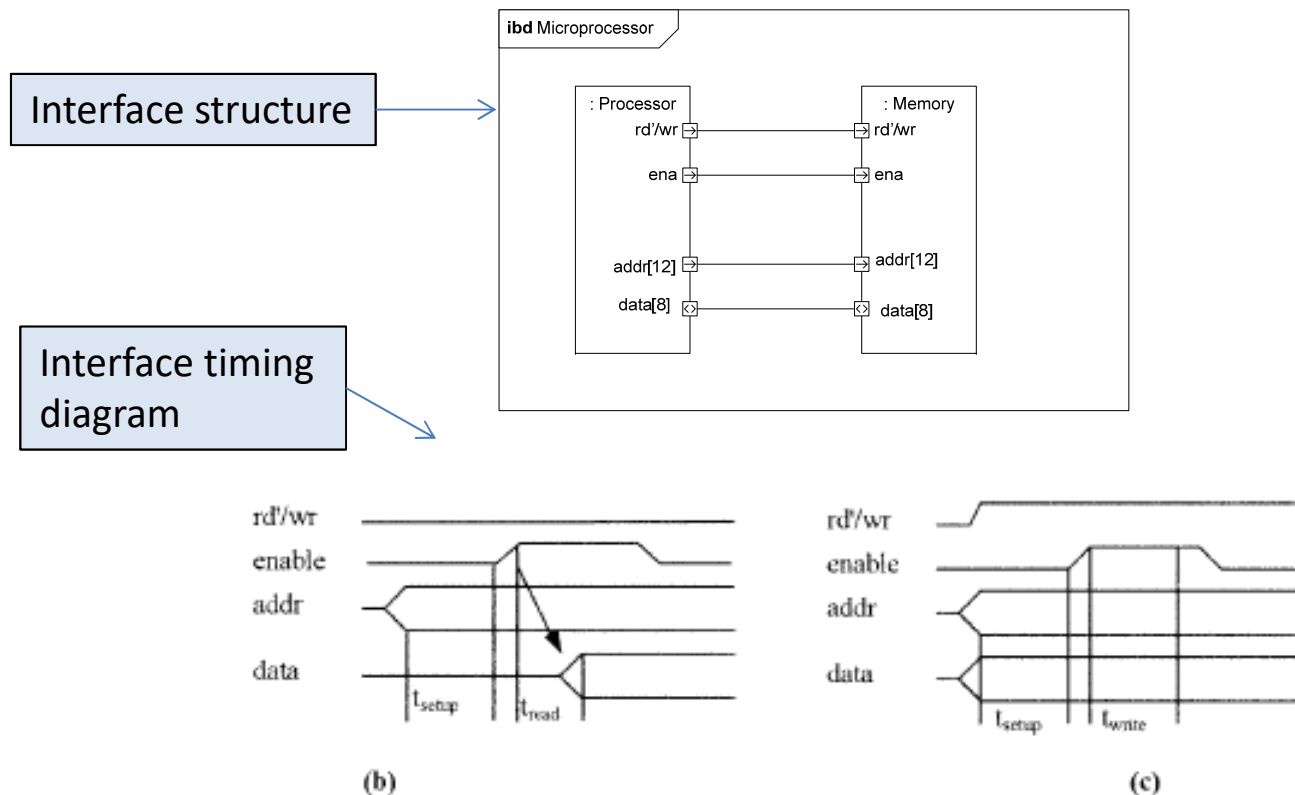 ibd Microprocessor
Interface structure
: Processor
: Memory
rd'/wr
rd'/wr
ena
ena
addr[12]
addr[12]
data[8]
data[8]
Interface timing
diagram
rd'/wr
enable
addr
data
tsetup
tread
(b)
rd'/wr
enable
addr
data
tsetup
twrite
(c)